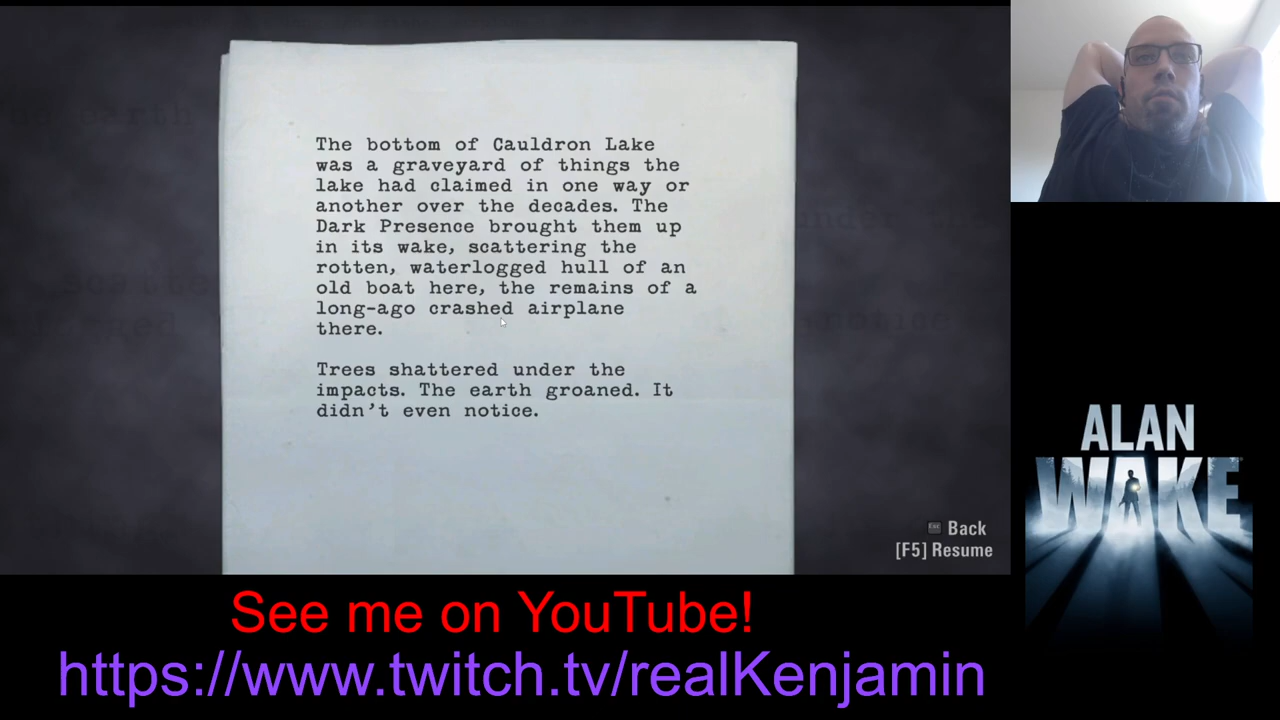 The bottom of Cauldron Lake
was a graveyard of things the
lake had claimed in one way or
another over the decades. The
Dark Presence brought them up
in its wake, scattering the
rotten, waterlogged hull of an
old boat here, the remains of a
long-ago crashed airplane
there.
Trees shattered under the
impacts. The earth groaned. It
didn't even notice.
Esc Back
[F5] Resume
ALAN
WAKE
See me on YouTube!
https://www.twitch.tv/realKenjamin